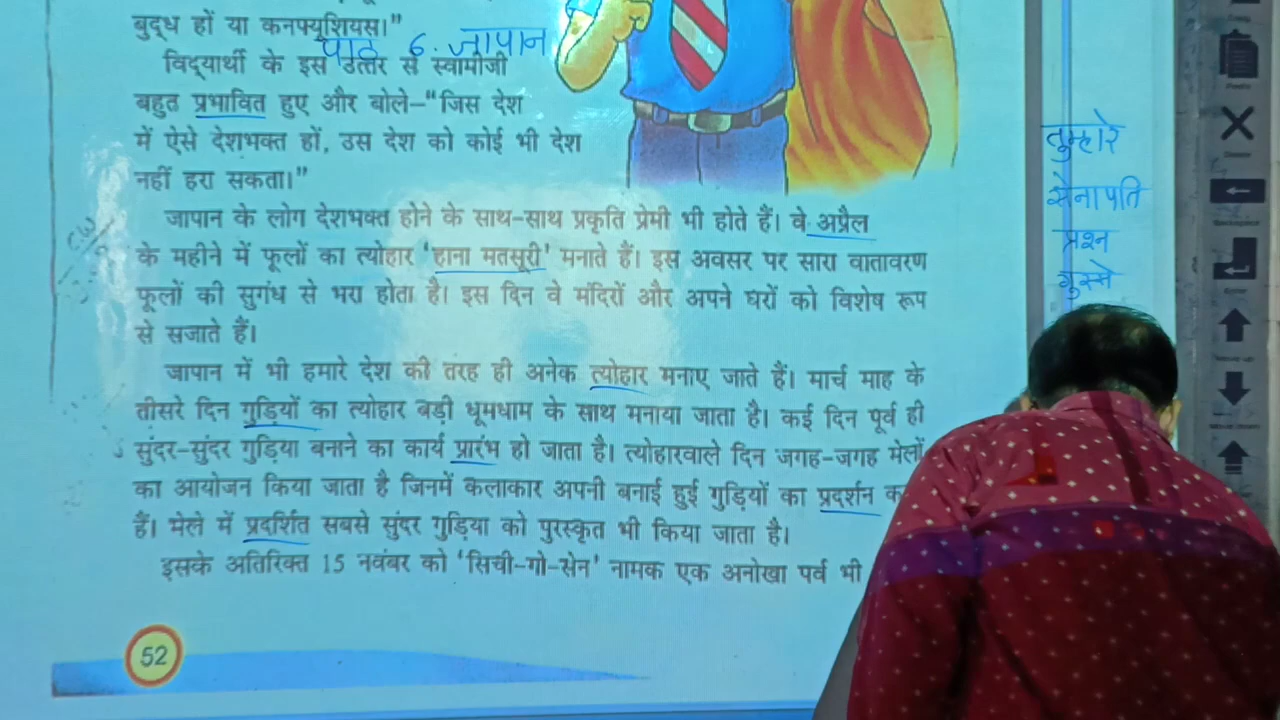 बुद्ध हों या कनफ्यूशियस।”
पाठ 6. जापान
विद्यार्थी के इस उत्तर से स्वामीजी
बहुत प्रभावित हुए और बोले–“जिस देश
में ऐसे देशभक्त हों, उस देश को कोई भी देश
नहीं हरा सकता।”
जापान के लोग देशभक्त होने के साथ-साथ प्रकृति प्रेमी भी होते हैं। वे अप्रैल
के महीने में फूलों का त्योहार ‘हाना मतसूरी’ मनाते हैं। इस अवसर पर सारा वातावरण
फूलों की सुगंध से भरा होता है। इस दिन वे मंदिरों और अपने घरों को विशेष रूप
से सजाते हैं।
जापान में भी हमारे देश की तरह ही अनेक त्योहार मनाए जाते हैं। मार्च माह के
तीसरे दिन गुड़ियों का त्योहार बड़ी धूमधाम के साथ मनाया जाता है। कई दिन पूर्व ही
सुंदर-सुंदर गुड़िया बनाने का कार्य प्रारंभ हो जाता है। त्योहारवाले दिन जगह-जगह मेलों
का आयोजन किया जाता है जिनमें कलाकार अपनी बनाई हुई गुड़ियों का प्रदर्शन
हैं। मेले में प्रदर्शित सबसे सुंदर गुड़िया को पुरस्कृत भी किया जाता है।
इसके अतिरिक्त 15 नवंबर को ‘सिची-गो-सेन’ नामक एक अनोखा पर्व भी
52
तुम्हारे
सेनापति
प्रश्न
गुस्से